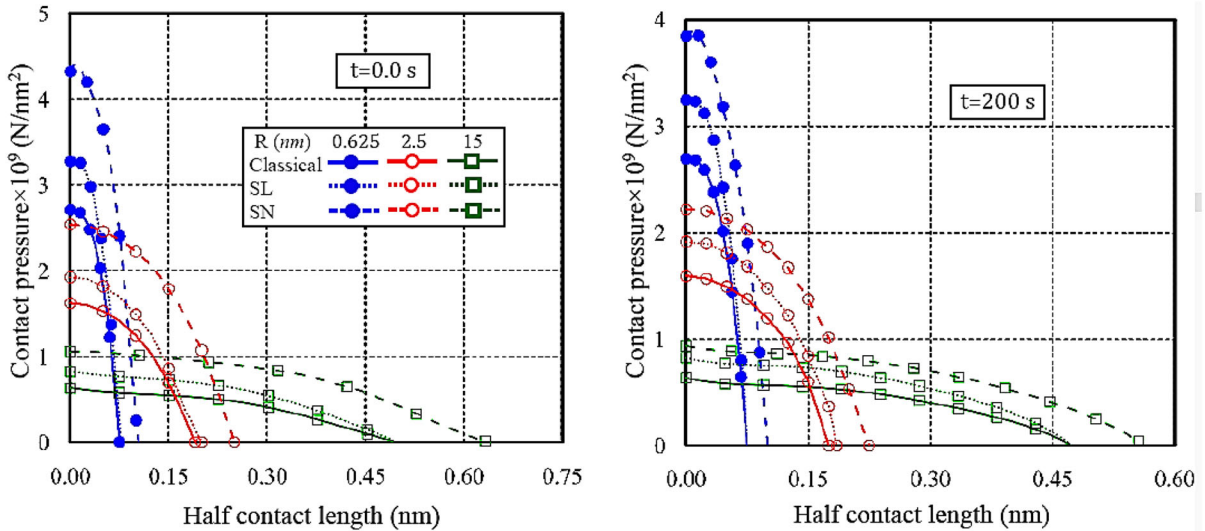 Contact pressure×10⁹ (N/nm²)
5
4
3
2
1
0
t=0.0 s
R (nm) 0.625 2.5 15
Classical
SL
SN
0.00 0.15 0.30 0.45 0.60 0.75
Half contact length (nm)
Contact pressure×10⁹ (N/nm²)
4
3
2
1
0
t=200 s
0.00 0.15 0.30 0.45 0.60
Half contact length (nm)